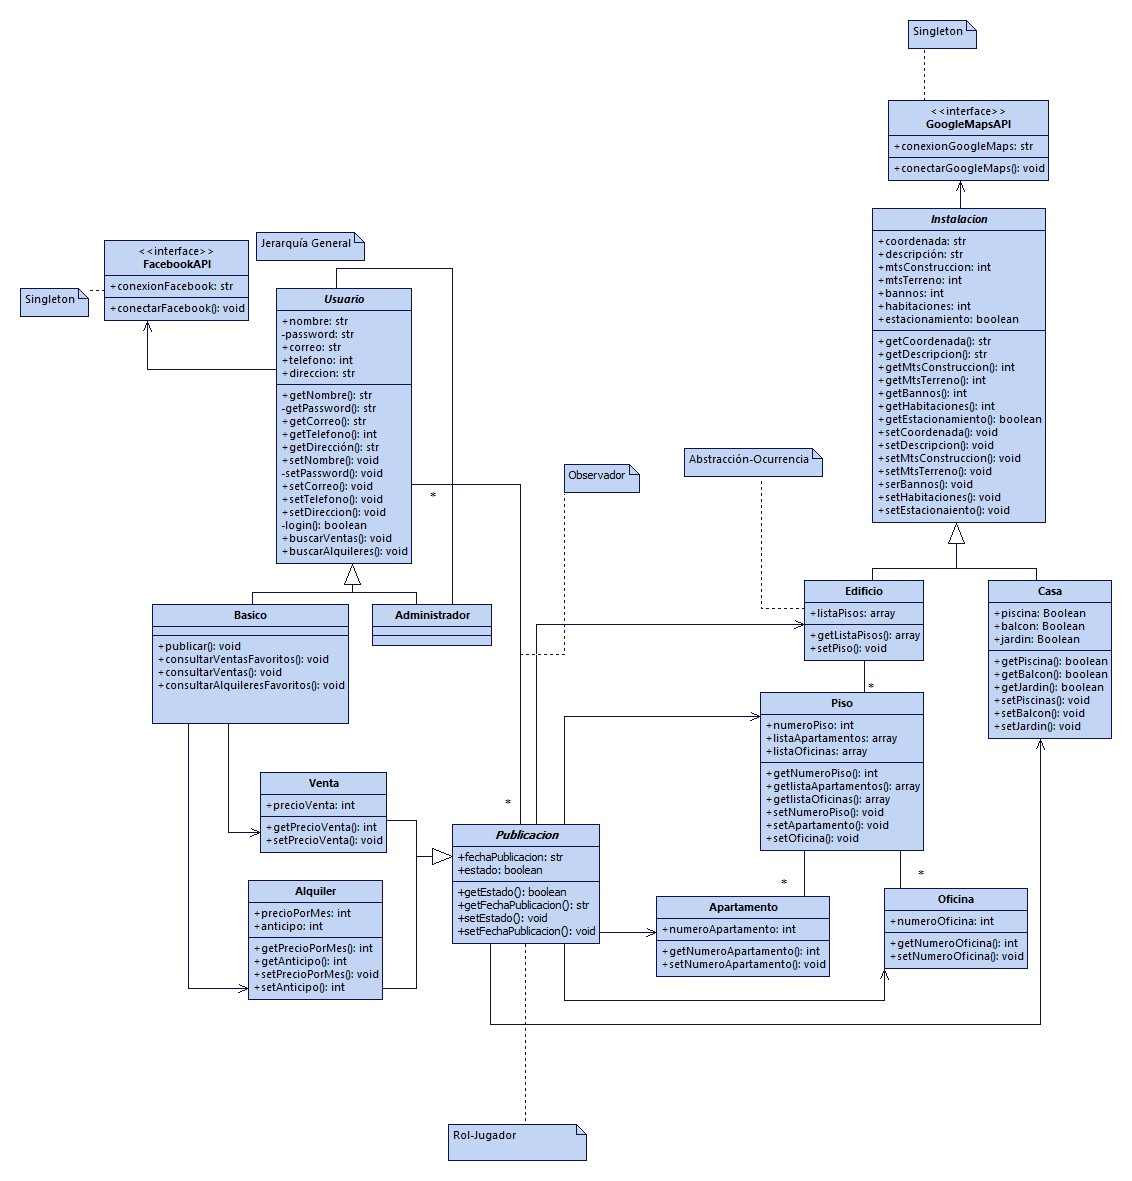 Singleton
<<interface>>
GoogleMapsAPI
+conexionGoogleMaps: str
+conectarGoogleMaps(): void
Instalacion
+coordenada: str
+descripción: str
+mtsConstruccion: int
+mtsTerreno: int
+bannos: int
+habitaciones: int
+estacionamiento: boolean
+getCoordenada(): str
+getDescripcion(): str
+getMtsConstruccion(): int
+getMtsTerreno(): int
+getBannos(): int
+getHabitaciones(): int
+getEstacionamiento(): boolean
+setCoordenada(): void
+setDescripcion(): void
+setMtsConstruccion(): void
+setMtsTerreno(): void
+serBannos(): void
+setHabitaciones(): void
+setEstacionaiento(): void
Jerarquía General
<<interface>>
FacebookAPI
+conexionFacebook: str
+conectarFacebook(): void
Singleton
Usuario
+nombre: str
-password: str
+correo: str
+telefono: int
+direccion: str
+getNombre(): str
-getPassword(): str
+getCorreo(): str
+getTelefono(): int
+getDirección(): str
+setNombre(): void
-setPassword(): void
+setCorreo(): void
+setTelefono(): void
+setDireccion(): void
-login(): boolean
+buscarVentas(): void
+buscarAlquileres(): void
*
Observador
Abstracción-Ocurrencia
Basico
+publicar(): void
+consultarVentasFavoritos(): void
+consultarVentas(): void
+consultarAlquileresFavoritos(): void
Administrador
Edificio
+listaPisos: array
+getListaPisos(): array
+setPiso(): void
Casa
+piscina: Boolean
+balcon: Boolean
+jardin: Boolean
+getPiscina(): boolean
+getBalcon(): boolean
+getJardin(): boolean
+setPiscinas(): void
+setBalcon(): void
+setJardin(): void
*
Piso
+numeroPiso: int
+listaApartamentos: array
+listaOficinas: array
+getNumeroPiso(): int
+getlistaApartamentos(): array
+getlistaOficinas(): array
+setNumeroPiso(): void
+setApartamento(): void
+setOficina(): void
Venta
+precioVenta: int
+getPrecioVenta(): int
+setPrecioVenta(): void
*
Publicacion
+fechaPublicacion: str
+estado: boolean
+getEstado(): boolean
+getFechaPublicacion(): str
+setEstado(): void
+setFechaPublicacion(): void
Alquiler
+precioPorMes: int
+anticipo: int
+getPrecioPorMes(): int
+getAnticipo(): int
+setPrecioPorMes(): void
+setAnticipo(): int
*
*
Apartamento
+numeroApartamento: int
+getNumeroApartamento(): int
+setNumeroApartamento(): void
Oficina
+numeroOficina: int
+getNumeroOficina(): int
+setNumeroOficina(): void
Rol-Jugador